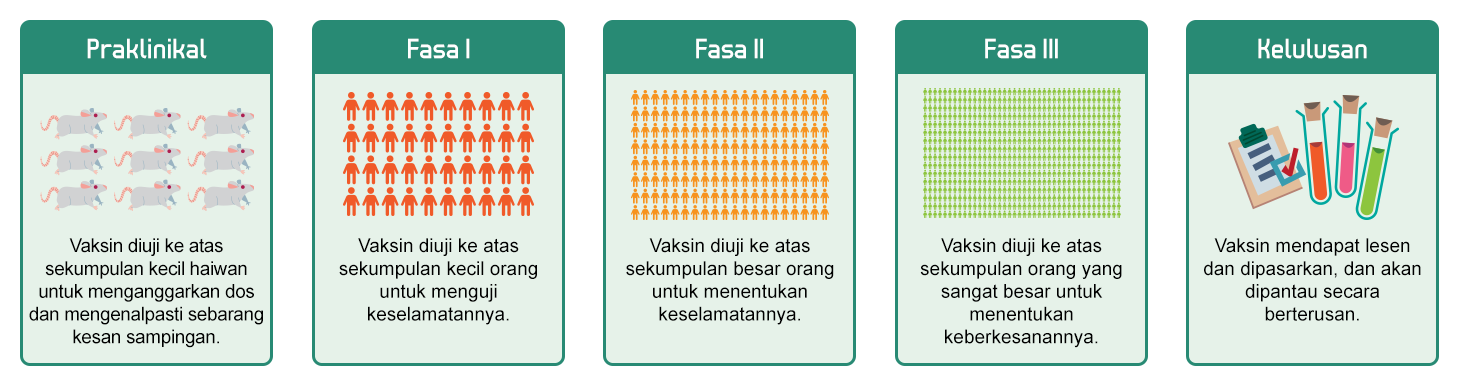 Praklinikal
Vaksin diuji ke atas
sekumpulan kecil haiwan
untuk menganggarkan dos
dan mengenalpasti sebarang
kesan sampingan.
Fasa I
Vaksin diuji ke atas
sekumpulan kecil orang
untuk menguji
keselamatannya.
Fasa II
Vaksin diuji ke atas
sekumpulan besar orang
untuk menentukan
keselamatannya.
Fasa III
Vaksin diuji ke atas
sekumpulan orang yang
sangat besar untuk
menentukan
keberkesanannya.
Kelulusan
Vaksin mendapat lesen
dan dipasarkan, dan akan
dipantau secara
berterusan.